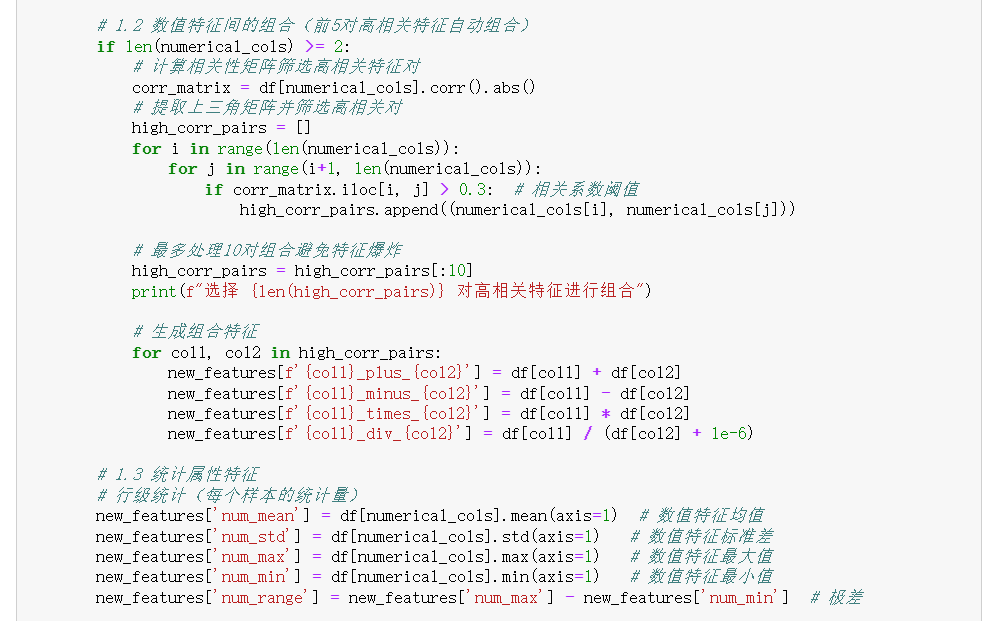 # 1.2 数值特征间的组合（前5对高相关特征自动组合）
if len(numerical_cols) >= 2:
# 计算相关性矩阵筛选高相关特征对
corr_matrix = df[numerical_cols].corr().abs()
# 提取上三角矩阵并筛选高相关对
high_corr_pairs = []
for i in range(len(numerical_cols)):
for j in range(i+1, len(numerical_cols)):
if corr_matrix.iloc[i, j] > 0.3:  # 相关系数阈值
high_corr_pairs.append((numerical_cols[i], numerical_cols[j]))
# 最多处理10对组合避免特征爆炸
high_corr_pairs = high_corr_pairs[:10]
print(f"选择 {len(high_corr_pairs)} 对高相关特征进行组合")
# 生成组合特征
for col1, col2 in high_corr_pairs:
new_features[f'{col1}_plus_{col2}'] = df[col1] + df[col2]
new_features[f'{col1}_minus_{col2}'] = df[col1] - df[col2]
new_features[f'{col1}_times_{col2}'] = df[col1] * df[col2]
new_features[f'{col1}_div_{col2}'] = df[col1] / (df[col2] + 1e-6)
# 1.3 统计属性特征
# 行级统计（每个样本的统计量）
new_features['num_mean'] = df[numerical_cols].mean(axis=1)  # 数值特征均值
new_features['num_std'] = df[numerical_cols].std(axis=1)   # 数值特征标准差
new_features['num_max'] = df[numerical_cols].max(axis=1)   # 数值特征最大值
new_features['num_min'] = df[numerical_cols].min(axis=1)   # 数值特征最小值
new_features['num_range'] = new_features['num_max'] - new_features['num_min']  # 极差